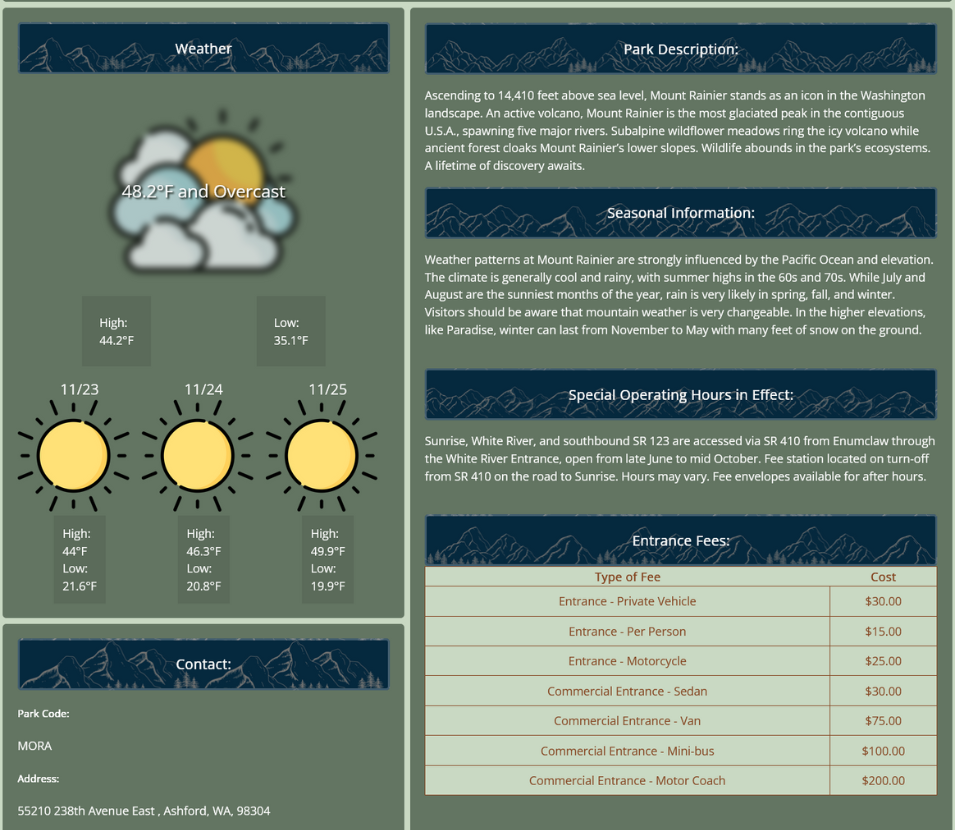 Weather
48.2°F and Overcast
High:
44.2°F
Low:
35.1°F
11/23
High:
44°F
Low:
21.6°F
11/24
High:
46.3°F
Low:
20.8°F
11/25
High:
49.9°F
Low:
19.9°F
Contact:
Park Code:
MORA
Address:
55210 238th Avenue East , Ashford, WA, 98304
Park Description:
Ascending to 14,410 feet above sea level, Mount Rainier stands as an icon in the Washington
landscape. An active volcano, Mount Rainier is the most glaciated peak in the contiguous
U.S.A., spawning five major rivers. Subalpine wildflower meadows ring the icy volcano while
ancient forest cloaks Mount Rainier's lower slopes. Wildlife abounds in the park's ecosystems.
A lifetime of discovery awaits.
Seasonal Information:
Weather patterns at Mount Rainier are strongly influenced by the Pacific Ocean and elevation.
The climate is generally cool and rainy, with summer highs in the 60s and 70s. While July and
August are the sunniest months of the year, rain is very likely in spring, fall, and winter.
Visitors should be aware that mountain weather is very changeable. In the higher elevations,
like Paradise, winter can last from November to May with many feet of snow on the ground.
Special Operating Hours in Effect:
Sunrise, White River, and southbound SR 123 are accessed via SR 410 from Enumclaw through
the White River Entrance, open from late June to mid October. Fee station located on turn-off
from SR 410 on the road to Sunrise. Hours may vary. Fee envelopes available for after hours.
Entrance Fees:
Type of Fee Cost
Entrance - Private Vehicle $30.00
Entrance - Per Person $15.00
Entrance - Motorcycle $25.00
Commercial Entrance - Sedan $30.00
Commercial Entrance - Van $75.00
Commercial Entrance - Mini-bus $100.00
Commercial Entrance - Motor Coach $200.00